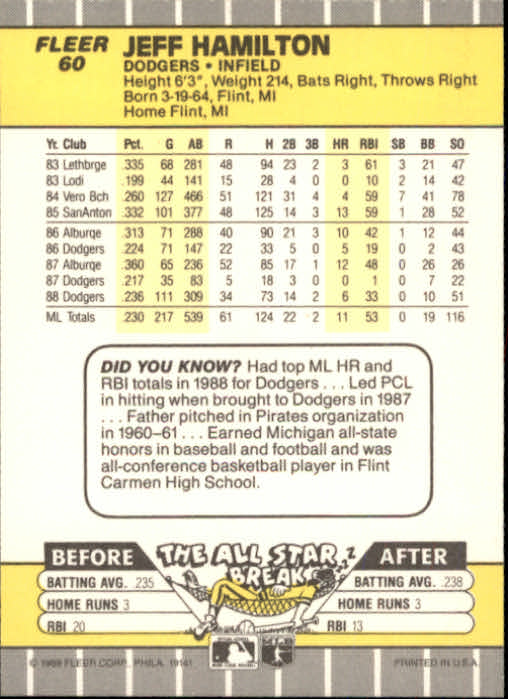 FLEER
60
JEFF HAMILTON
DODGERS • INFIELD
Height 6'3", Weight 214, Bats Right, Throws Right
Born 3-19-64, Flint, MI
Home Flint, MI
Yr. Club Pct. G AB R H 2B 3B HR RBI SB BB SO
83 Lethbrge .335 68 281 48 94 23 2 3 61 3 21 47
83 Lodi .199 44 141 15 28 4 0 0 10 2 14 42
84 Vero Bch .260 127 466 51 121 31 4 4 59 7 41 78
85 SanAnton .332 101 377 48 125 14 3 13 59 1 28 52
86 Alburqe .313 71 288 40 90 21 3 10 42 1 12 44
86 Dodgers .224 71 147 22 33 5 0 5 19 0 2 43
87 Alburqe .360 65 236 52 85 17 1 12 48 0 26 26
87 Dodgers .217 35 83 5 18 3 0 0 1 0 7 22
88 Dodgers .236 111 309 34 73 14 2 6 33 0 10 51
ML Totals .230 217 539 61 124 22 2 11 53 0 19 116
DID YOU KNOW? Had top ML HR and
RBI totals in 1988 for Dodgers . . . Led PCL
in hitting when brought to Dodgers in 1987
. . . Father pitched in Pirates organization
in 1960–61 . . . Earned Michigan all-state
honors in baseball and football and was
all-conference basketball player in Flint
Carmen High School.
BEFORE
THE ALL STAR
BREAK
Z Z Z
AFTER
BATTING AVG. .235
HOME RUNS 3
RBI 20
BATTING AVG. .238
HOME RUNS 3
RBI 13
© 1989 FLEER CORP., PHILA. 19141
PRINTED IN U.S.A.